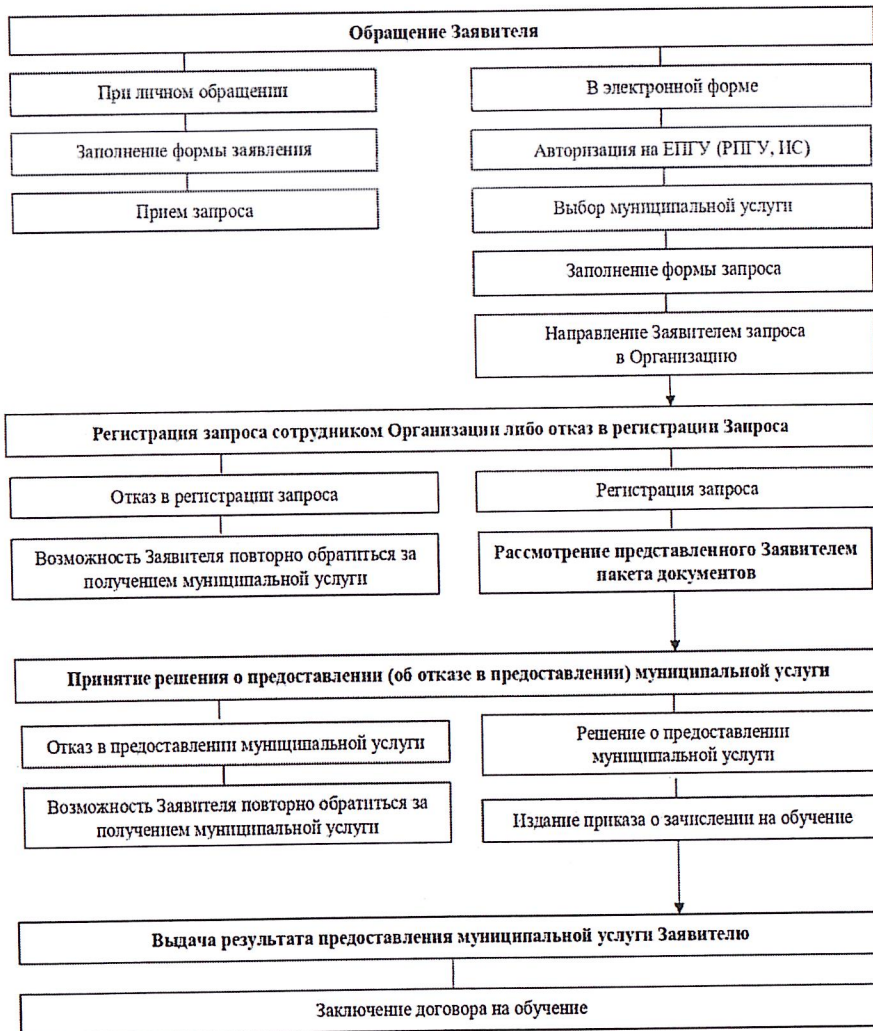 Обращение Заявителя
При личном обращении
В электронной форме
Заполнение формы заявления
Авторизация на ЕПГУ (РПГУ, ИС)
Прием запроса
Выбор муниципальной услуги
Заполнение формы запроса
Направление Заявителем запроса
в Организацию
Регистрация запроса сотрудником Организации либо отказ в регистрации Запроса
Отказ в регистрации запроса
Регистрация запроса
Возможность Заявителя повторно обратиться за
получением муниципальной услуги
Рассмотрение представленного Заявителем
пакета документов
Принятие решения о предоставлении (об отказе в предоставлении) муниципальной услуги
Отказ в предоставлении муниципальной услуги
Решение о предоставлении
муниципальной услуги
Возможность Заявителя повторно обратиться за
получением муниципальной услуги
Издание приказа о зачислении на обучение
Выдача результата предоставления муниципальной услуги Заявителю
Заключение договора на обучение